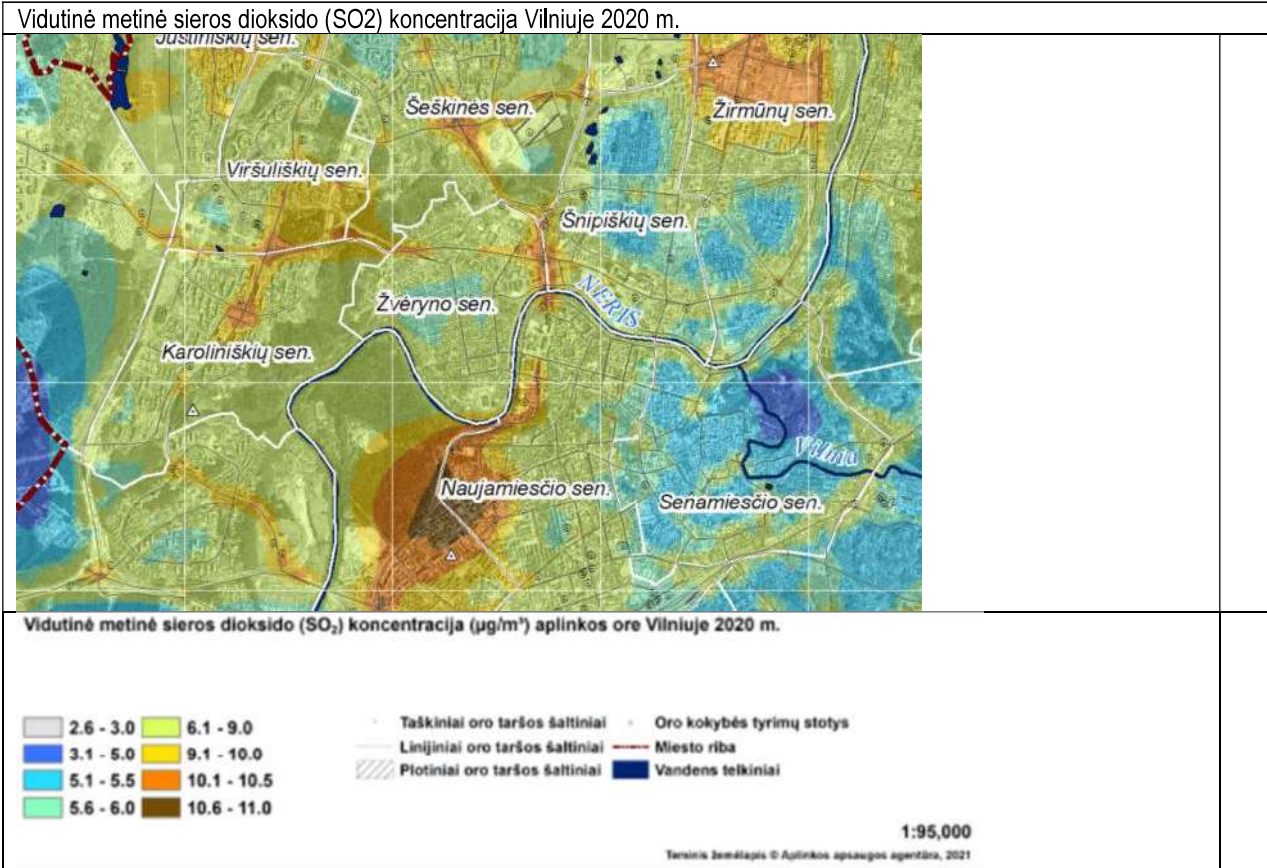 Vidutinė metinė sieros dioksido (SO2) koncentracija Vilniuje 2020 m.
Justiniškių sen.
Šeškinės sen.
Žirmūnų sen.
Viršuliškių sen.
Šnipiškių sen.
NERIS
Žvėryno sen.
Karoliniškių sen.
Vilnia
Naujamiesčio sen.
Senamiesčio sen.
Vidutinė metinė sieros dioksido (SO₂) koncentracija (µg/m³) aplinkos ore Vilniuje 2020 m.
2.6 - 3.0 6.1 - 9.0 Taškiniai oro taršos šaltiniai Oro kokybės tyrimų stotys
3.1 - 5.0 9.1 - 10.0 Linijiniai oro taršos šaltiniai Miesto riba
5.1 - 5.5 10.1 - 10.5 Plotiniai oro taršos šaltiniai Vandens telkiniai
5.6 - 6.0 10.6 - 11.0
1:95,000
Teminis žemėlapis © Aplinkos apsaugos agentūra, 2021